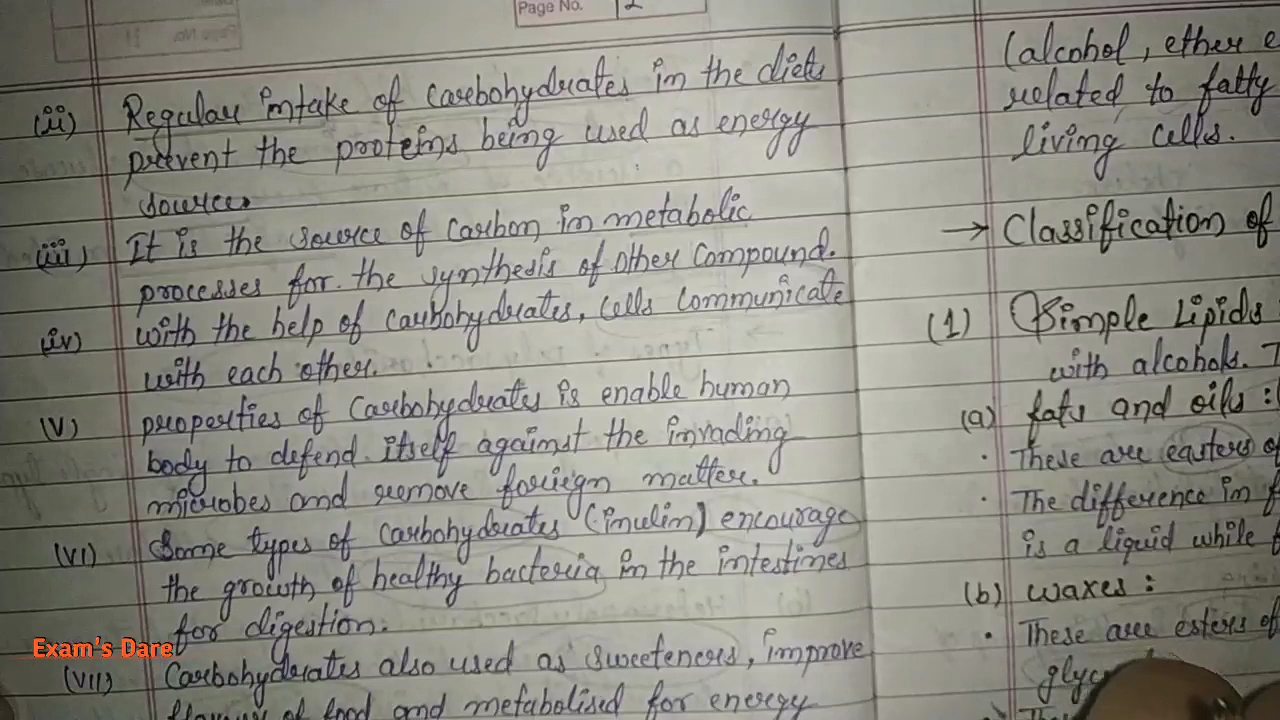 Page No. 2
(ii) Regular intake of carbohydrates in the diets
prevent the proteins being used as energy
source.
(iii) It is the source of carbon in metabolic
processes for the synthesis of other compound.
(iv) with the help of carbohydrates, cells communicate
with each other.
(v) properties of carbohydrates is enable human
body to defend itself against the invading
microbes and remove foriegn matter.
(VI) Some types of carbohydrates (inulin) encourage
the growth of healthy bacteria in the intestines
for digestion.
(VII) Carbohydrates also used as sweeteners, improve
of food and metabolised for energy
(alcohol, ether e
related to fatty
living cells.
→ Classification of
(1) Simple Lipids
with alcohols.
(a) fats and oils:
• These are easters of
• The difference in f
is a liquid while
(b) waxes:
• These are esters of
Exam's Dare